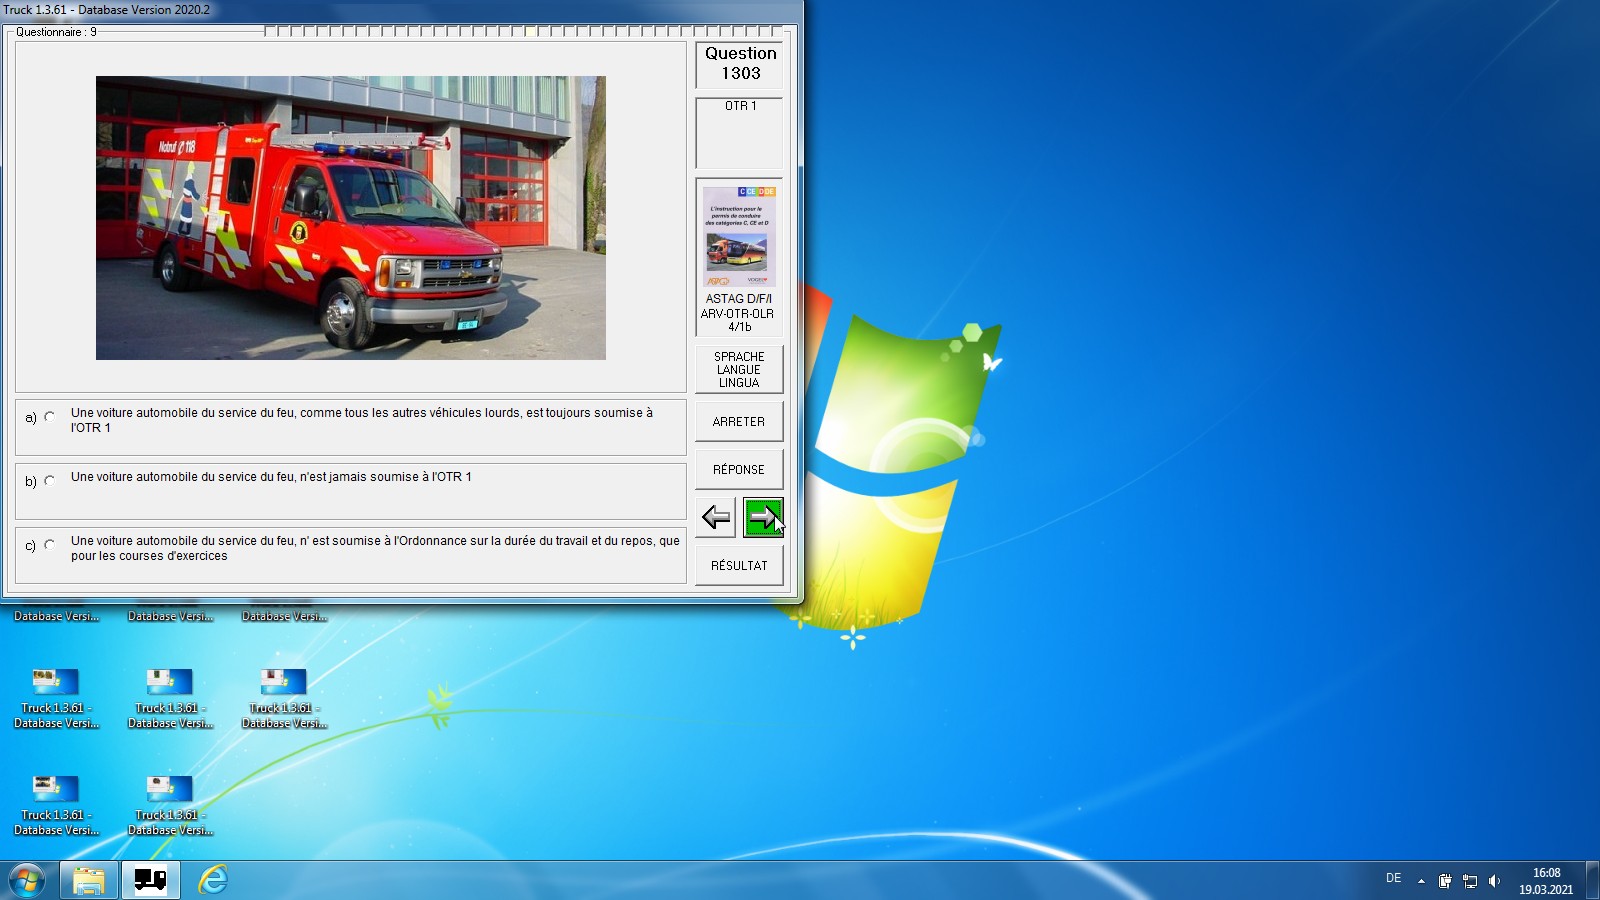 Truck 1.3.61 - Database Version 2020.2
Questionnaire : 9
Question
1303
OTR 1
Notruf 118
C CE D DE
L'instruction pour le
permis de conduire
des catégories C, CE et D
ASTAG D/F/I
ARV-OTR-OLR
4/1b
SPRACHE
LANGUE
LINGUA
a)
Une voiture automobile du service du feu, comme tous les autres véhicules lourds, est toujours soumise à
l'OTR 1
ARRETER
b)
Une voiture automobile du service du feu, n'est jamais soumise à l'OTR 1
RÉPONSE
c)
Une voiture automobile du service du feu, n' est soumise à l'Ordonnance sur la durée du travail et du repos, que
pour les courses d'exercices
RÉSULTAT
Database Versi...
Database Versi...
Database Versi...
Truck 1.3.61 -
Database Versi...
Truck 1.3.61 -
Database Versi...
Truck 1.3.61 -
Database Versi...
Truck 1.3.61 -
Database Versi...
Truck 1.3.61 -
Database Versi...
DE
16:08
19.03.2021